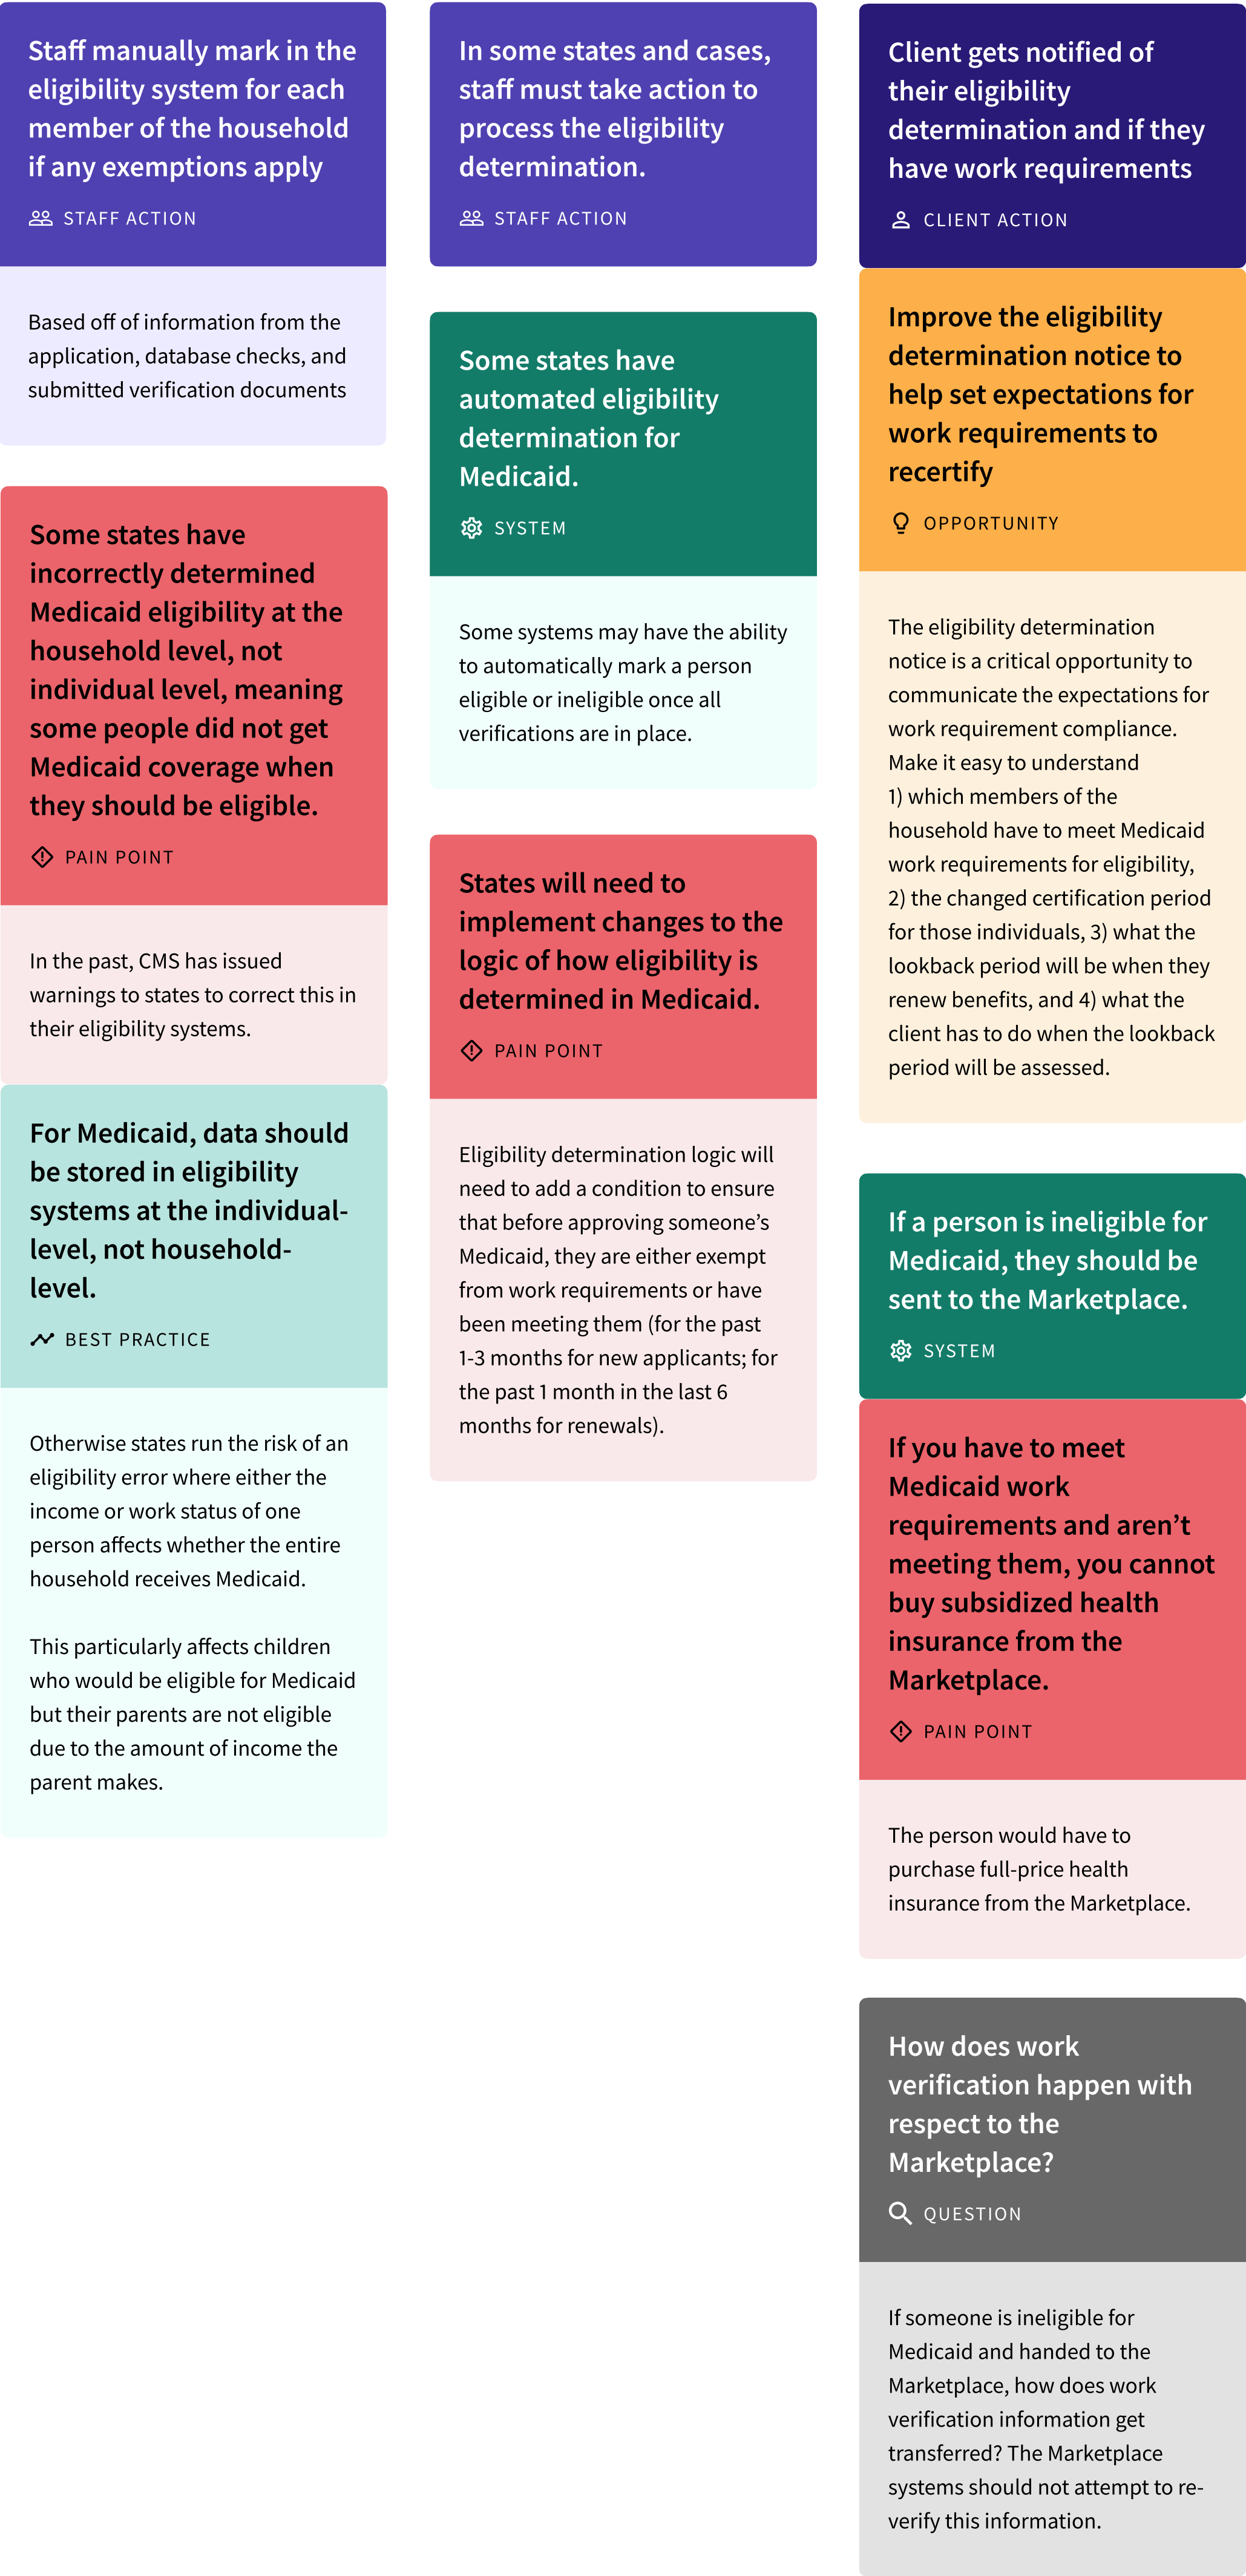 Staff manually mark in the
eligibility system for each
member of the household
if any exemptions apply
STAFF ACTION
Based off of information from the
application, database checks, and
submitted verification documents
Some states have
incorrectly determined
Medicaid eligibility at the
household level, not
individual level, meaning
some people did not get
Medicaid coverage when
they should be eligible.
PAIN POINT
In the past, CMS has issued
warnings to states to correct this in
their eligibility systems.
For Medicaid, data should
be stored in eligibility
systems at the individual-
level, not household-
level.
BEST PRACTICE
Otherwise states run the risk of an
eligibility error where either the
income or work status of one
person affects whether the entire
household receives Medicaid.
This particularly affects children
who would be eligible for Medicaid
but their parents are not eligible
due to the amount of income the
parent makes.
In some states and cases,
staff must take action to
process the eligibility
determination.
STAFF ACTION
Some states have
automated eligibility
determination for
Medicaid.
SYSTEM
Some systems may have the ability
to automatically mark a person
eligible or ineligible once all
verifications are in place.
States will need to
implement changes to the
logic of how eligibility is
determined in Medicaid.
PAIN POINT
Eligibility determination logic will
need to add a condition to ensure
that before approving someone’s
Medicaid, they are either exempt
from work requirements or have
been meeting them (for the past
1-3 months for new applicants; for
the past 1 month in the last 6
months for renewals).
Client gets notified of
their eligibility
determination and if they
have work requirements
CLIENT ACTION
Improve the eligibility
determination notice to
help set expectations for
work requirements to
recertify
OPPORTUNITY
The eligibility determination
notice is a critical opportunity to
communicate the expectations for
work requirement compliance.
Make it easy to understand
1) which members of the
household have to meet Medicaid
work requirements for eligibility,
2) the changed certification period
for those individuals, 3) what the
lookback period will be when they
renew benefits, and 4) what the
client has to do when the lookback
period will be assessed.
If a person is ineligible for
Medicaid, they should be
sent to the Marketplace.
SYSTEM
If you have to meet
Medicaid work
requirements and aren’t
meeting them, you cannot
buy subsidized health
insurance from the
Marketplace.
PAIN POINT
The person would have to
purchase full-price health
insurance from the Marketplace.
How does work
verification happen with
respect to the
Marketplace?
QUESTION
If someone is ineligible for
Medicaid and handed to the
Marketplace, how does work
verification information get
transferred? The Marketplace
systems should not attempt to re-
verify this information.